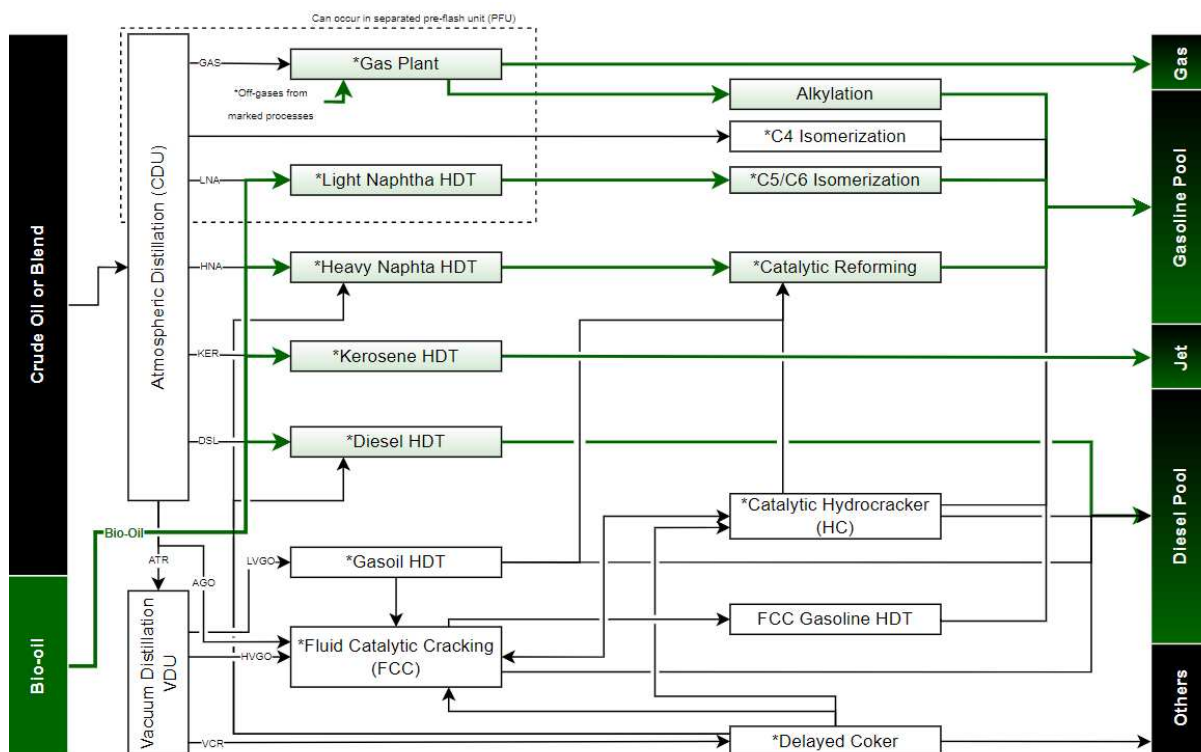 Can occur in separated pre-flash unit (PFU)
Crude Oil or Blend
Bio-oil
Atmospheric Distillation (CDU)
Vacuum Distillation
VDU
GAS
*Gas Plant
*Off-gases from
marked processes
Alkylation
*C4 Isomerization
LNA
*Light Naphtha HDT
*C5/C6 Isomerization
HNA
*Heavy Naphta HDT
*Catalytic Reforming
KER
*Kerosene HDT
DSL
*Diesel HDT
Bio-Oil
*Catalytic Hydrocracker
(HC)
ATR
AGO
LVGO
*Gasoil HDT
FCC Gasoline HDT
HVGO
*Fluid Catalytic Cracking
(FCC)
VCR
*Delayed Coker
Gas
Gasoline Pool
Jet
Diesel Pool
Others